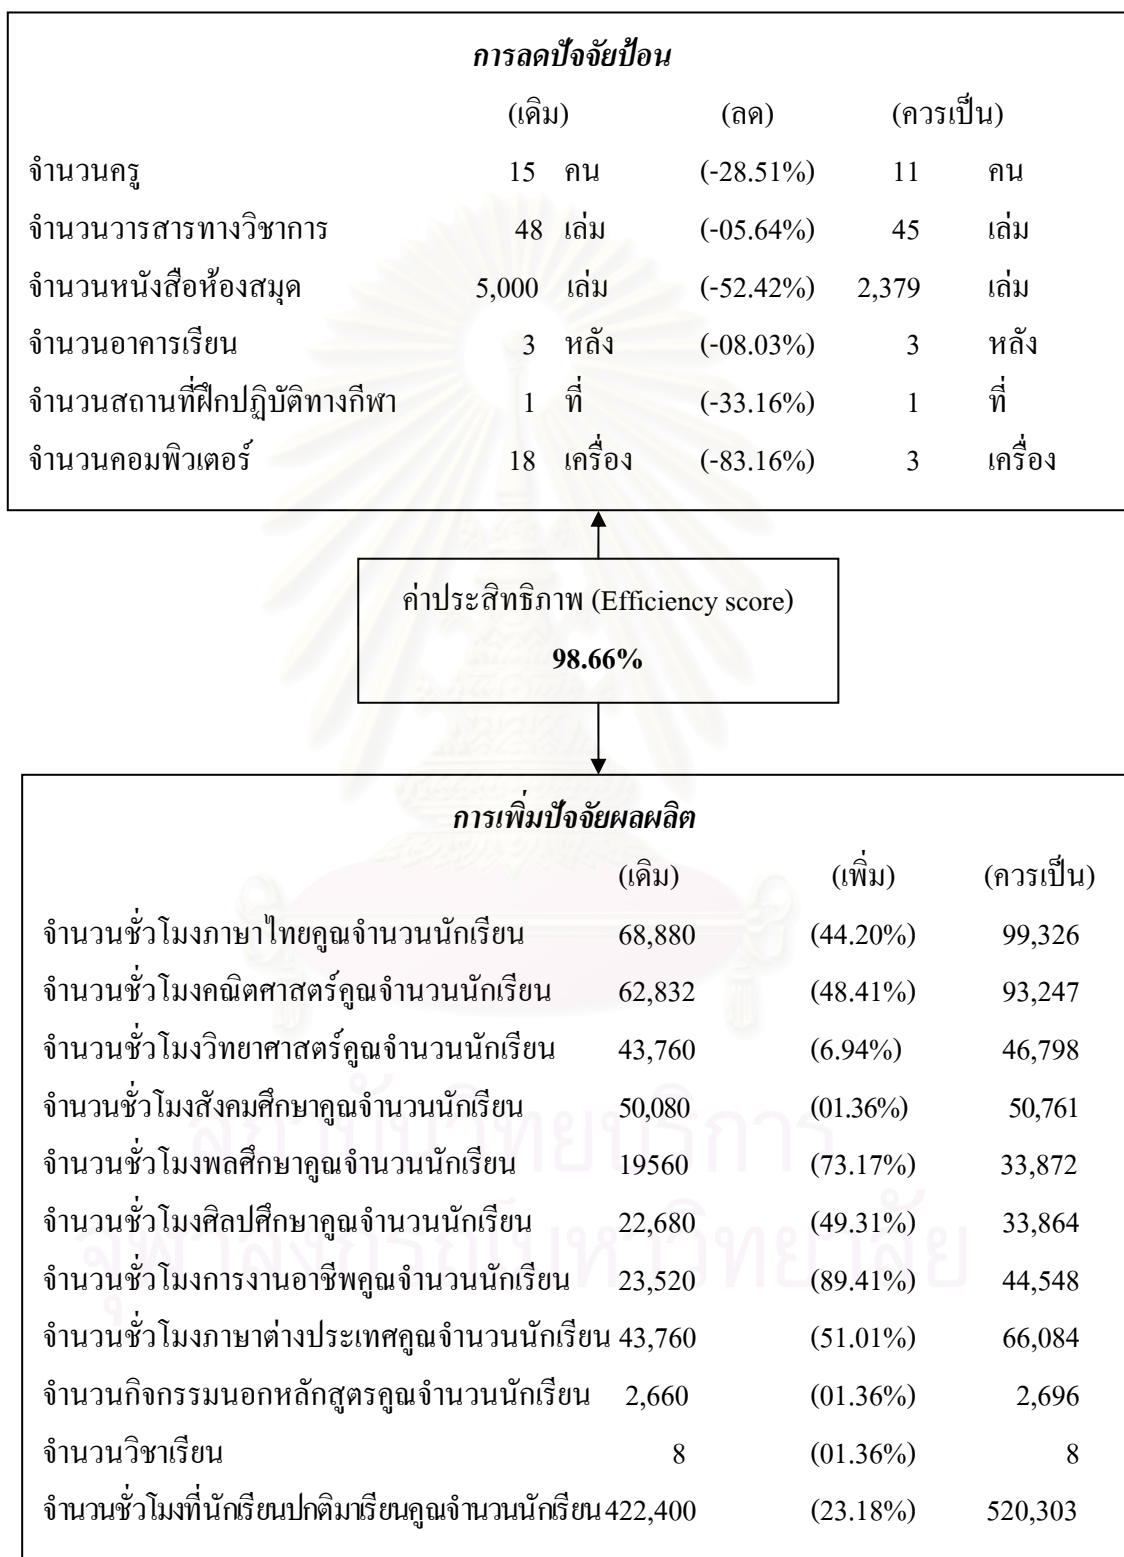 การลดปัจจัยป้อน
(เดิม) (ลด) (ควรเป็น)
จำนวนครู 15 คน (-28.51%) 11 คน
จำนวนวารสารทางวิชาการ 48 เล่ม (-05.64%) 45 เล่ม
จำนวนหนังสือห้องสมุด 5,000 เล่ม (-52.42%) 2,379 เล่ม
จำนวนอาคารเรียน 3 หลัง (-08.03%) 3 หลัง
จำนวนสถานที่ฝึกปฏิบัติทางกีฬา 1 ที่ (-33.16%) 1 ที่
จำนวนคอมพิวเตอร์ 18 เครื่อง (-83.16%) 3 เครื่อง
ค่าประสิทธิภาพ (Efficiency score)
98.66%
การเพิ่มปัจจัยผลผลิต
(เดิม) (เพิ่ม) (ควรเป็น)
จำนวนชั่วโมงภาษาไทยคูณจำนวนนักเรียน 68,880 (44.20%) 99,326
จำนวนชั่วโมงคณิตศาสตร์คูณจำนวนนักเรียน 62,832 (48.41%) 93,247
จำนวนชั่วโมงวิทยาศาสตร์คูณจำนวนนักเรียน 43,760 (6.94%) 46,798
จำนวนชั่วโมงสังคมศึกษาคูณจำนวนนักเรียน 50,080 (01.36%) 50,761
จำนวนชั่วโมงพลศึกษาคูณจำนวนนักเรียน 19560 (73.17%) 33,872
จำนวนชั่วโมงศิลปศึกษาคูณจำนวนนักเรียน 22,680 (49.31%) 33,864
จำนวนชั่วโมงการงานอาชีพคูณจำนวนนักเรียน 23,520 (89.41%) 44,548
จำนวนชั่วโมงภาษาต่างประเทศคูณจำนวนนักเรียน 43,760 (51.01%) 66,084
จำนวนกิจกรรมนอกหลักสูตรคูณจำนวนนักเรียน 2,660 (01.36%) 2,696
จำนวนวิชาเรียน 8 (01.36%) 8
จำนวนชั่วโมงที่นักเรียนปกติมาเรียนคูณจำนวนนักเรียน 422,400 (23.18%) 520,303
สถาบันวิทยบริการ
จุฬาลงกรณ์มหาวิทยาลัย